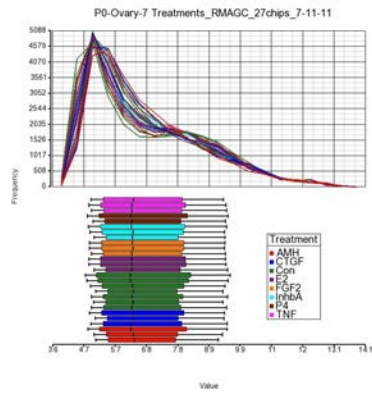 P0-Ovary-7 Treatments_RMAGC_27chips_7-11-11
5088
4579
4070
3561
3052
2544
2035
1526
1017
508
0
Frequency
Treatment
AMH
CTGF
Con
E2
FGF2
InhbA
P4
TNF
3.6 4.7 5.7 6.8 7.8 8.9 9.9 11 12 13.1 14.1
Value